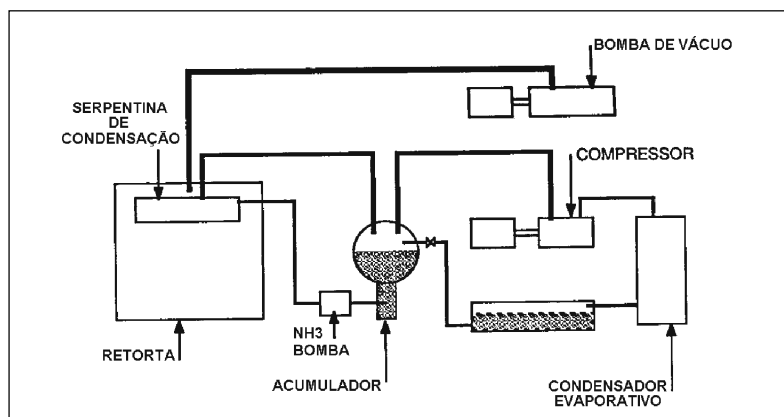 BOMBA DE VÁCUO
SERPENTINA
DE
CONDENSAÇÃO
COMPRESSOR
RETORTA
NH3
BOMBA
ACUMULADOR
CONDENSADOR
EVAPORATIVO